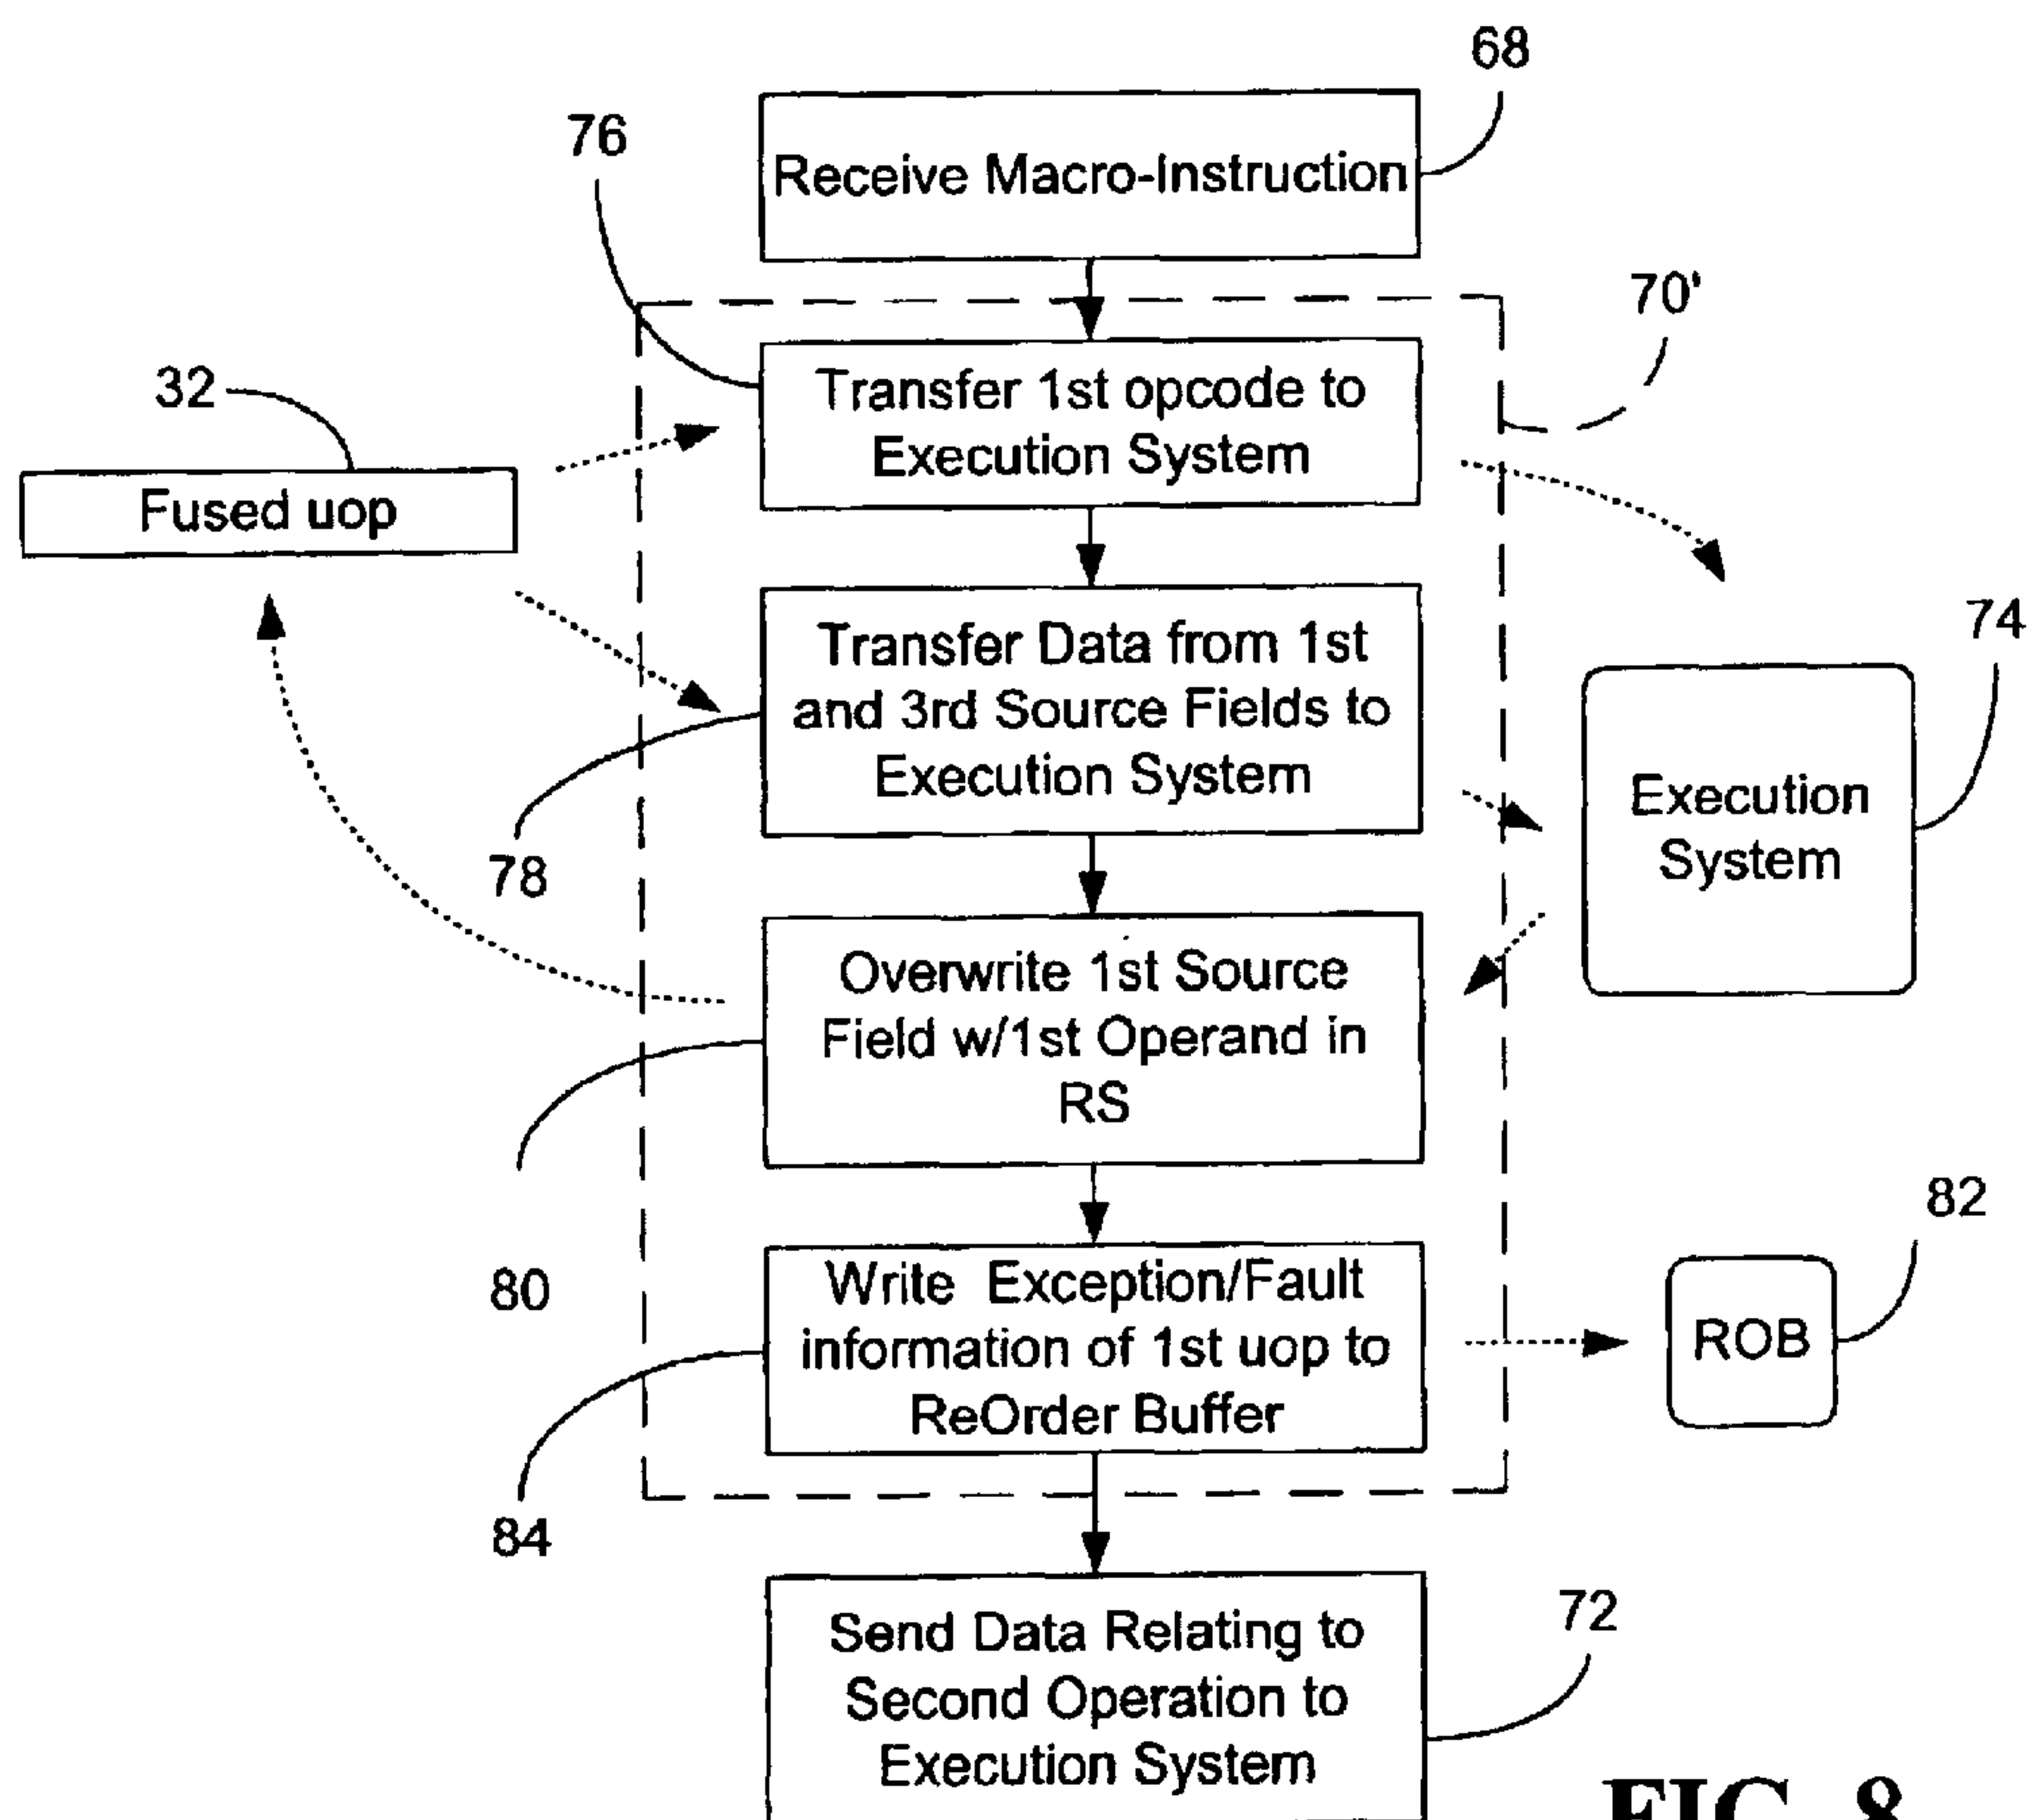 68
76
Receive Macro-Instruction
70'
32
Transfer 1st opcode to
Execution System
Fused uop
74
Transfer Data from 1st
and 3rd Source Fields to
Execution System
78
Execution
System
Overwrite 1st Source
Field w/1st Operand in
RS
82
80
Write Exception/Fault
information of 1st uop to
ReOrder Buffer
ROB
84
72
Send Data Relating to
Second Operation to
Execution System
FIG. 8